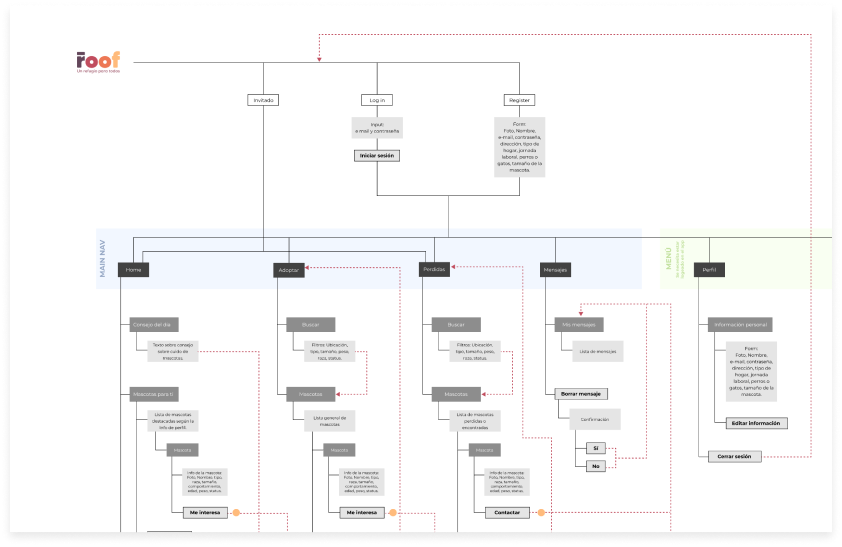 roof
Un refugio para todos
Invitado
Log in
Register
Input:
e mail y contraseña
Iniciar sesión
Form:
Foto, Nombre,
e-mail, contraseña,
dirección, tipo de
hogar, jornada
laboral, perros o
gatos, tamaño de la
mascota.
MAIN NAV
MENÚ
Home
Adoptar
Perdidos
Mensajes
Perfil
Consejo del día
Texto sobre consejo
sobre cuido de
mascotas.
Mascotas para ti
Lista de mascotas
destacadas según la
info de perfil.
Mascota
Info de la mascota:
Foto, Nombre, tipo,
raza, tamaño,
comportamiento,
edad, peso, status.
Me interesa
Buscar
Filtros: Ubicación,
tipo, tamaño, peso,
raza, status.
Mascotas
Lista general de
mascotas
Mascota
Info de la mascota:
Foto, Nombre, tipo,
raza, tamaño,
comportamiento,
edad, peso, status.
Me interesa
Buscar
Filtros: Ubicación,
tipo, tamaño, peso,
raza, status.
Mascotas
Lista de mascotas
perdidas o
encontradas
Mascota
Info de la mascota:
Foto, Nombre, tipo,
raza, tamaño,
comportamiento,
edad, peso, status.
Contactar
Mis mensajes
Lista de mensajes
Borrar mensaje
Confirmación
Sí
No
Información personal
Form:
Foto, Nombre,
e-mail, contraseña,
dirección, tipo de
hogar, jornada
laboral, perros o
gatos, tamaño de la
mascota.
Editar información
Cerrar sesión